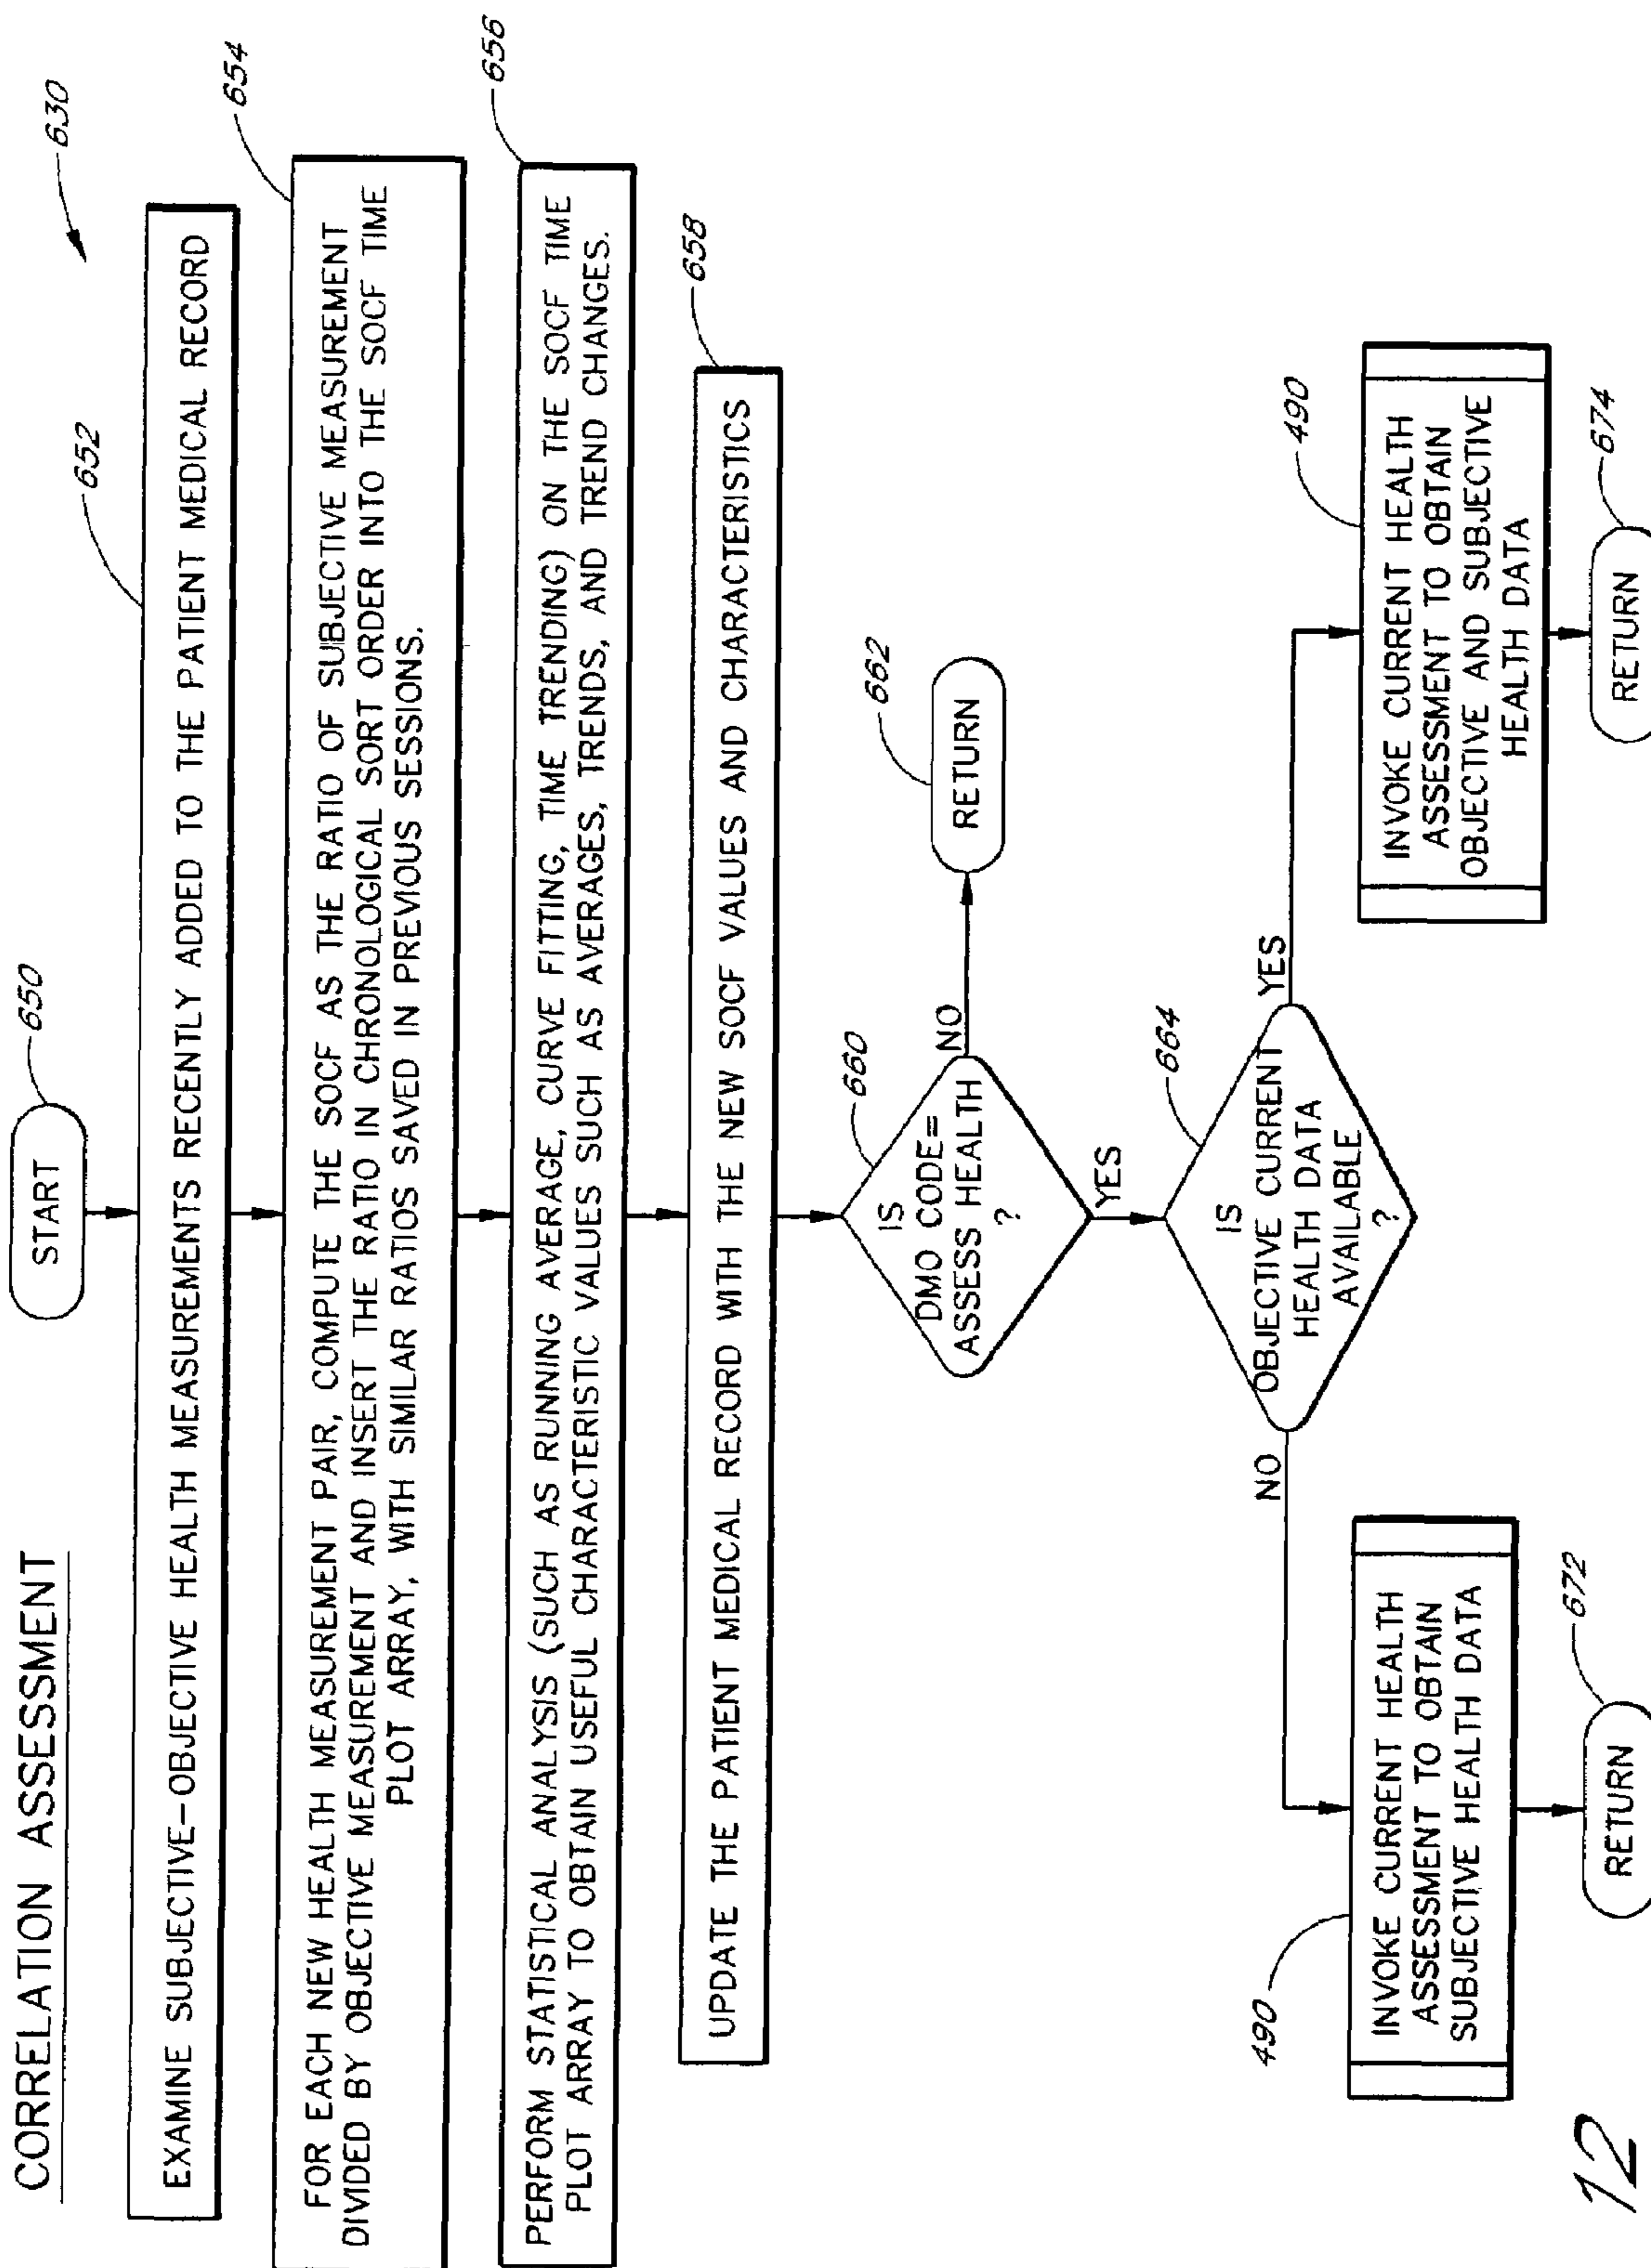 CORRELATION ASSESSMENT
630
START
650
652
EXAMINE SUBJECTIVE-OBJECTIVE HEALTH MEASUREMENTS RECENTLY ADDED TO THE PATIENT MEDICAL RECORD
654
FOR EACH NEW HEALTH MEASUREMENT PAIR, COMPUTE THE SOCF AS THE RATIO OF SUBJECTIVE MEASUREMENT
DIVIDED BY OBJECTIVE MEASUREMENT AND INSERT THE RATIO IN CHRONOLOGICAL SORT ORDER INTO THE SOCF TIME
PLOT ARRAY, WITH SIMILAR RATIOS SAVED IN PREVIOUS SESSIONS.
656
PERFORM STATISTICAL ANALYSIS (SUCH AS RUNNING AVERAGE, CURVE FITTING, TIME TRENDING) ON THE SOCF TIME
PLOT ARRAY TO OBTAIN USEFUL CHARACTERISTIC VALUES SUCH AS AVERAGES, TRENDS, AND TREND CHANGES.
658
UPDATE THE PATIENT MEDICAL RECORD WITH THE NEW SOCF VALUES AND CHARACTERISTICS
660
IS
DMO CODE=
ASSESS HEALTH
?
NO
662
RETURN
YES
664
IS
OBJECTIVE CURRENT
HEALTH DATA
AVAILABLE
?
NO
YES
490
INVOKE CURRENT HEALTH
ASSESSMENT TO OBTAIN
SUBJECTIVE HEALTH DATA
672
RETURN
490
INVOKE CURRENT HEALTH
ASSESSMENT TO OBTAIN
OBJECTIVE AND SUBJECTIVE
HEALTH DATA
674
RETURN
12